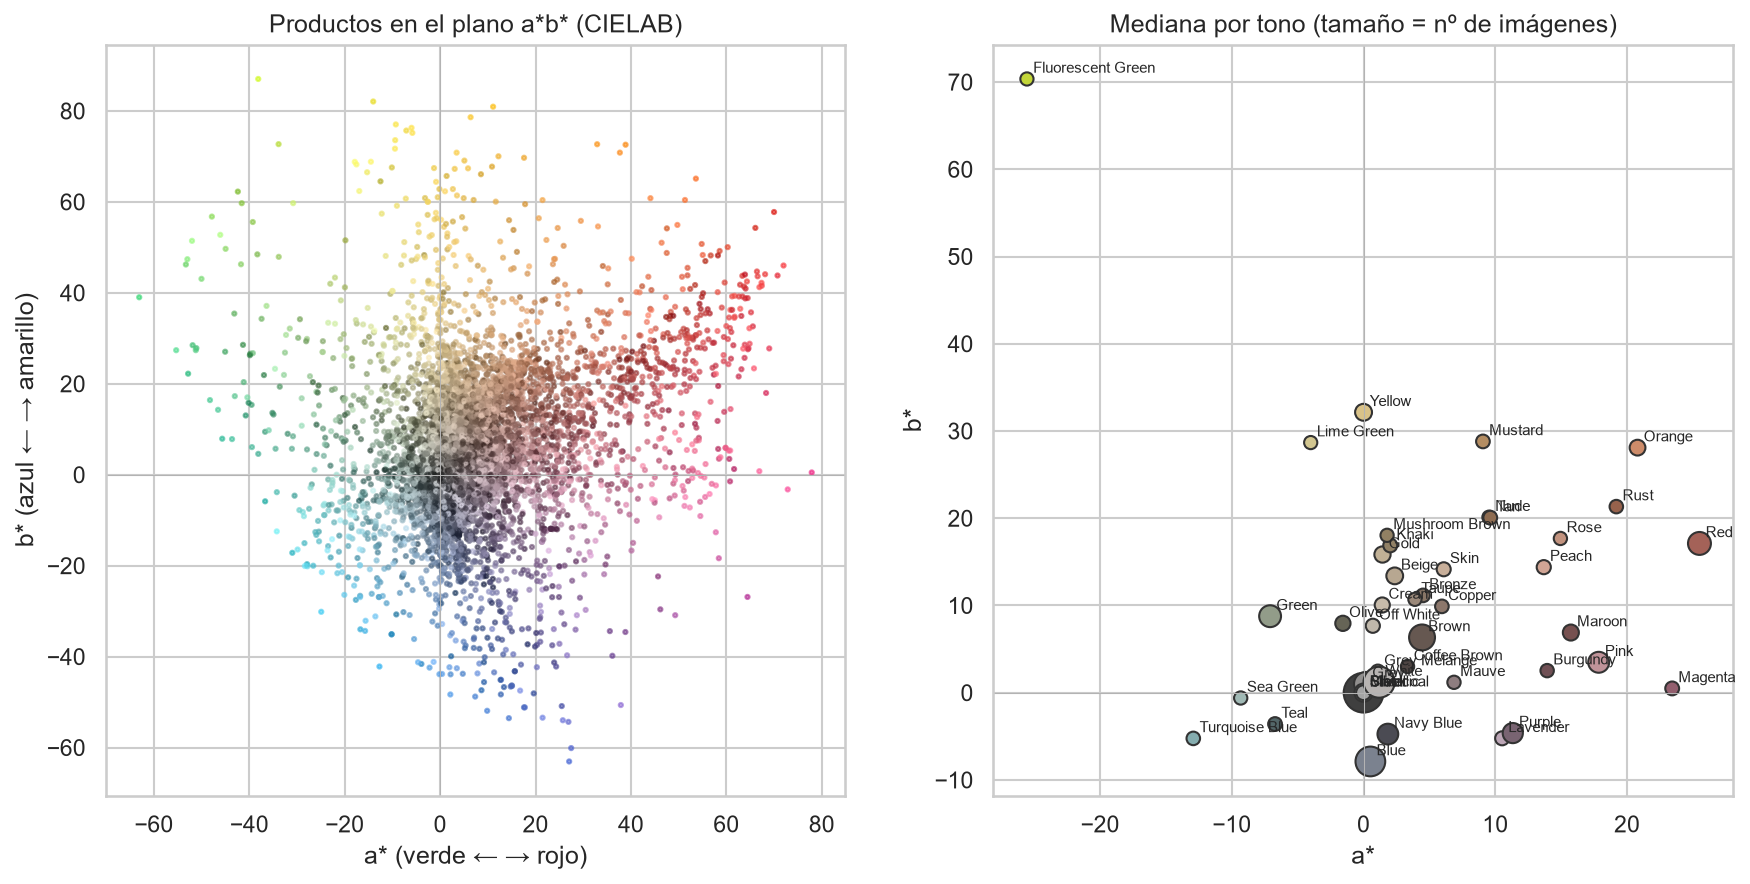 Productos en el plano a*b* (CIELAB)
80
60
40
20
0
−20
−40
−60
b* (azul ←→ amarillo)
−60
−40
−20
0
20
40
60
80
a* (verde ←→ rojo)
Mediana por tono (tamaño = nº de imágenes)
70
60
50
40
30
20
10
0
−10
b*
−20
−10
0
10
20
a*
Fluorescent Green
Yellow
Lime Green
Mustard
Orange
Rust
Nude
Mushroom Brown
Khaki
Gold
Rose
Red
Peach
Skin
Beige
Bronze
Taupe
Copper
Cream
Off White
Green
Olive
Brown
Maroon
Coffee Brown
Pink
Burgundy
Grey Melange
Mauve
Magenta
Sea Green
Teal
Turquoise Blue
Navy Blue
Purple
Lavender
Blue